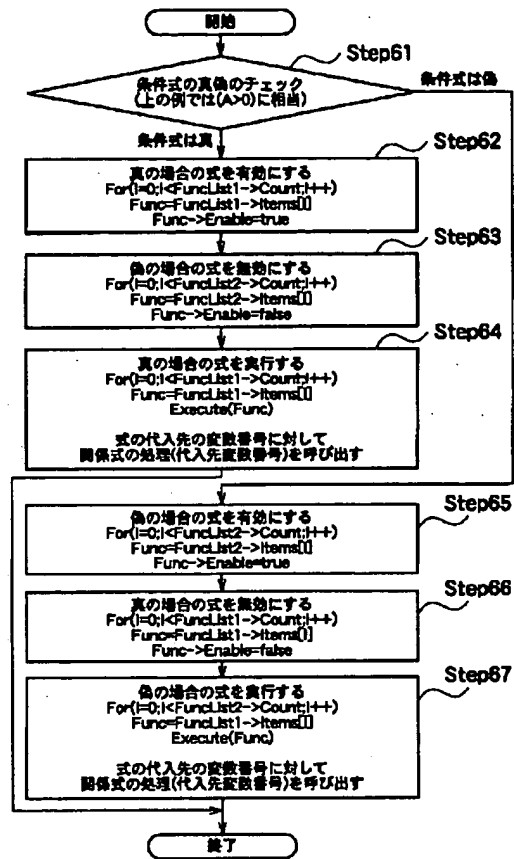 開始
Step61
条件式の真偽のチェック
(上の例では(A>0)に相当)
条件式は偽
条件式は真
Step62
真の場合の式を有効にする
For(i=0;i<FuncList1->Count;i++)
Func=FuncList1->Items[i]
Func->Enable=true
Step63
偽の場合の式を無効にする
For(i=0;i<FuncList2->Count;i++)
Func=FuncList2->Items[i]
Func->Enable=false
Step64
真の場合の式を実行する
For(i=0;i<FuncList1->Count;i++)
Func=FuncList1->Items[i]
Execute(Func)
式の代入先の変数番号に対して
関係式の処理(代入先変数番号)を呼び出す
Step65
偽の場合の式を有効にする
For(i=0;i<FuncList2->Count;i++)
Func=FuncList2->Items[i]
Func->Enable=true
Step66
真の場合の式を無効にする
For(i=0;i<FuncList1->Count;i++)
Func=FuncList1->Items[i]
Func->Enable=false
Step67
偽の場合の式を実行する
For(i=0;i<FuncList2->Count;i++)
Func=FuncList1->Items[i]
Execute(Func)
式の代入先の変数番号に対して
関係式の処理(代入先変数番号)を呼び出す
終了